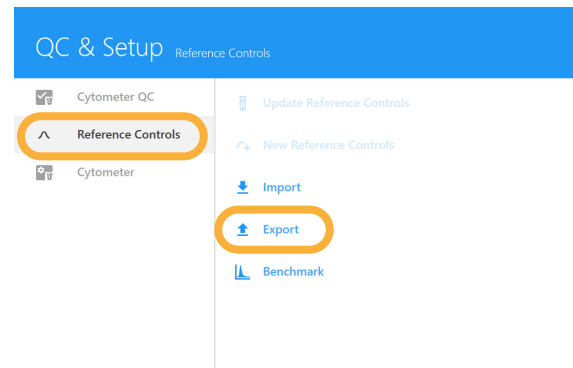 QC & Setup Reference Controls
Cytometer QC
Reference Controls
Cytometer
Update Reference Controls
New Reference Controls
Import
Export
Benchmark